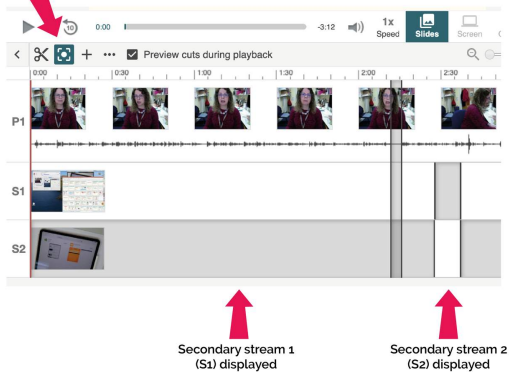 10 0:00 -3:12 1x Speed Slides Screen
Preview cuts during playback
0:00 0:30 1:00 1:30 2:00 2:30
P1
S1
S2
Secondary stream 1
(S1) displayed
Secondary stream 2
(S2) displayed